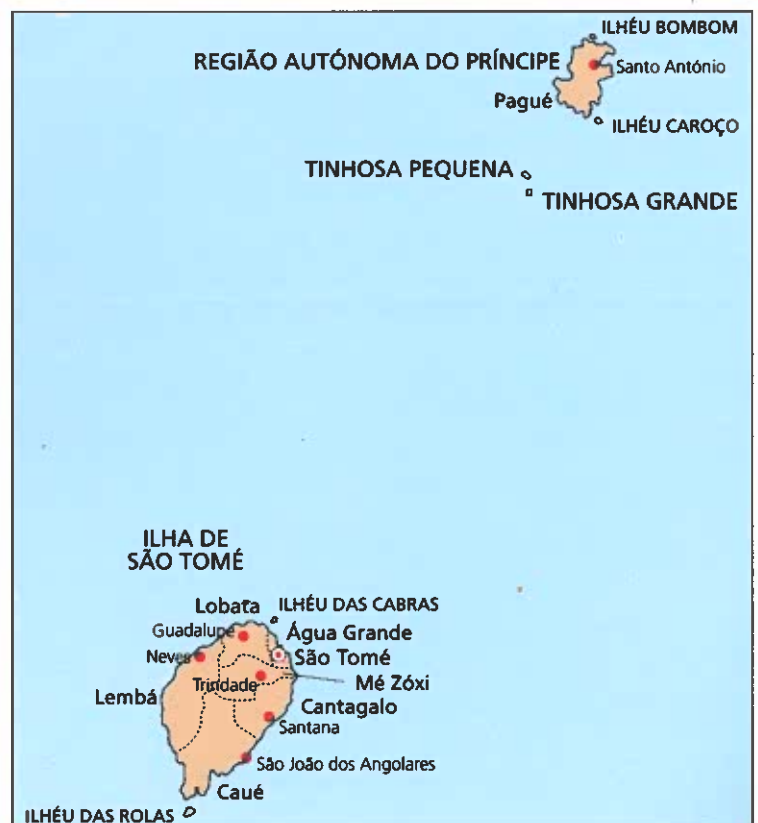 ILHÉU BOMBOM
REGIÃO AUTÓNOMA DO PRÍNCIPE
Santo António
Pagué
ILHÉU CAROÇO
TINHOSA PEQUENA
TINHOSA GRANDE
ILHA DE
SÃO TOMÉ
Lobata
ILHÉU DAS CABRAS
Guadalupe
Água Grande
Neves
São Tomé
Trindade
Mé Zóxi
Lembá
Cantagalo
Santana
São João dos Angolares
Caué
ILHÉU DAS ROLAS